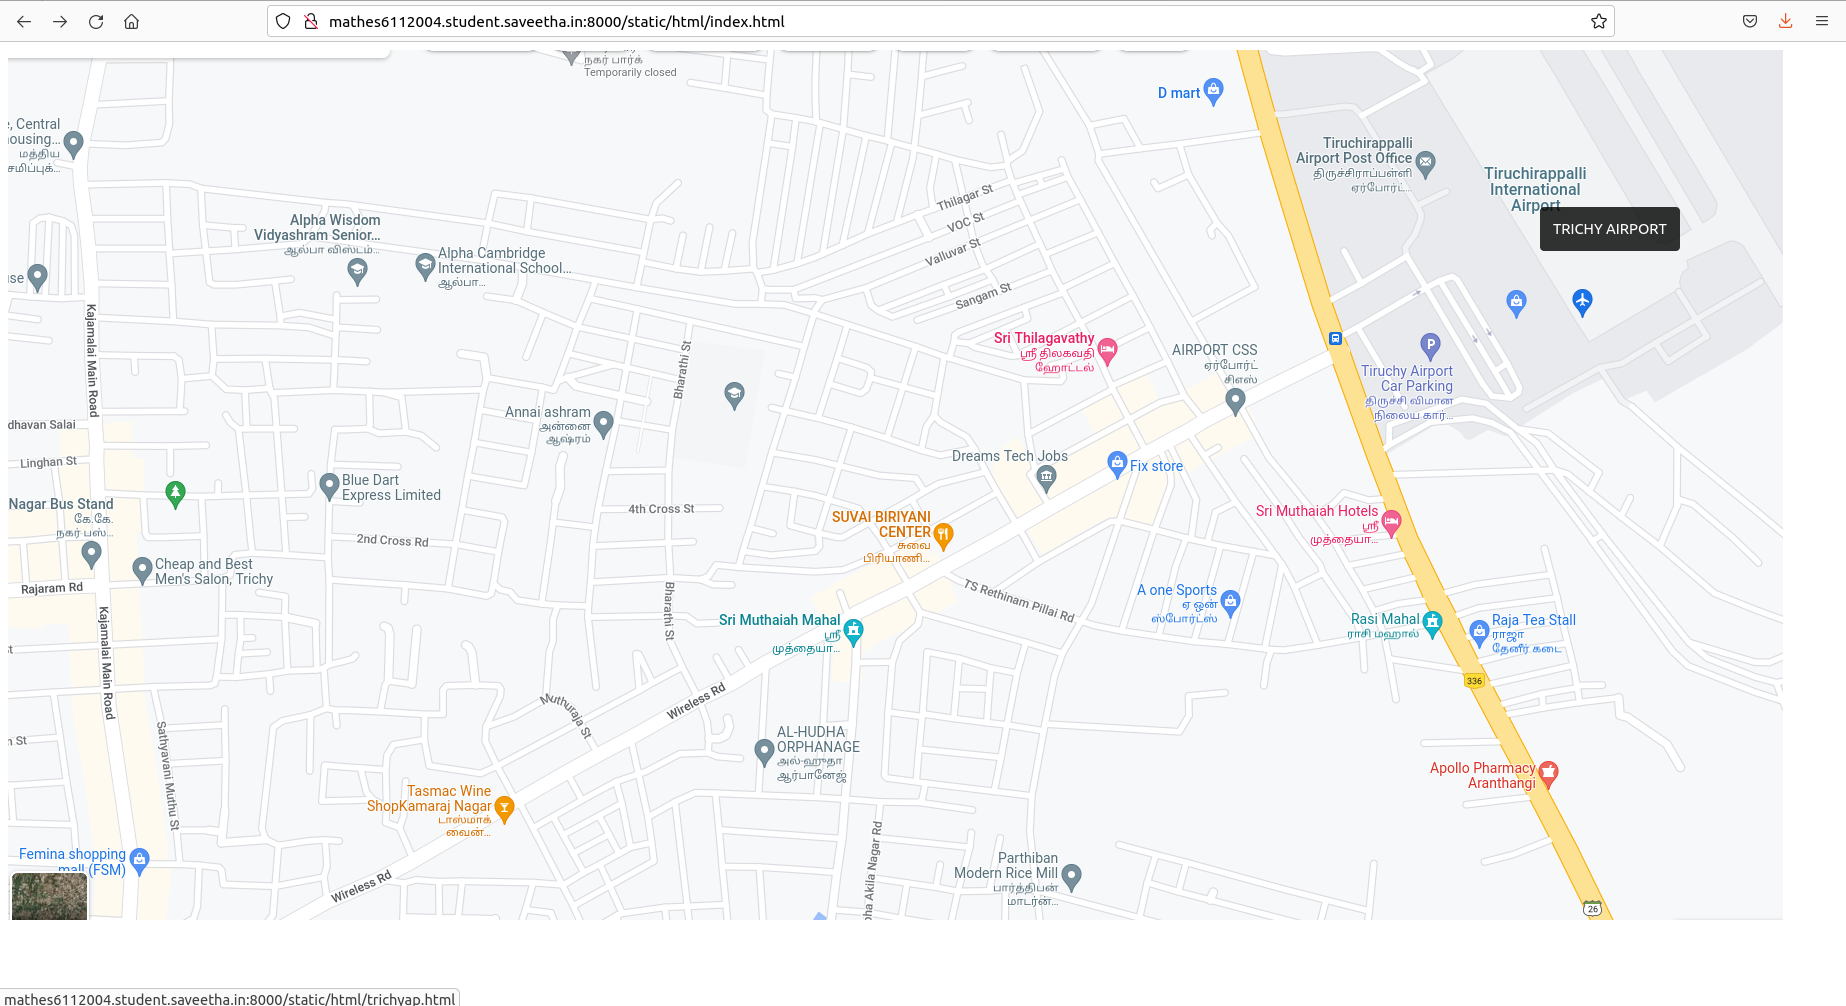 mathes6112004.student.saveetha.in:8000/static/html/index.html
நகர் பார்க்
Temporarily closed
D mart
e, Central
ousing...
மத்திய
சமிப்புக்...
Tiruchirappalli
Airport Post Office
திருச்சிராப்பள்ளி
ஏர்போர்ட்...
Tiruchirappalli
International
Airport
TRICHY AIRPORT
Thilagar St
VOC St
Valluvar St
Sangam St
Alpha Wisdom
Vidyashram Senior...
ஆல்பா விஸ்டம்...
Alpha Cambridge
International School...
ஆல்பா...
se
Kajamalai Main Road
Bharathi St
Sri Thilagavathy
ஸ்ரீ திலகவதி
ஹோட்டல்
AIRPORT CSS
ஏர்போர்ட்
சிஎஸ்
P
Tiruchy Airport
Car Parking
திருச்சி விமான
நிலைய கார்...
Annai ashram
அன்னை
ஆஷ்ரம்
dhavan Salai
Linghan St
Dreams Tech Jobs
Fix store
Blue Dart
Express Limited
Nagar Bus Stand
கே.கே.
நகர் பஸ்...
4th Cross St
2nd Cross Rd
SUVAI BIRIYANI
CENTER
சுவை
பிரியாணி...
Sri Muthaiah Hotels
ஸ்ரீ
முத்தையா...
Cheap and Best
Men's Salon, Trichy
Rajaram Rd
TS Rethinam Pillai Rd
A one Sports
ஏ ஒன்
ஸ்போர்ட்ஸ்
Bharathi St
Sri Muthaiah Mahal
ஸ்ரீ
முத்தையா...
Rasi Mahal
ராசி மஹால்
Raja Tea Stall
ராஜா
தேனீர் கடை
Kajamalai Main Road
336
Wireless Rd
Muthuraja St
Sathyavani Muthu St
n St
AL-HUDHA
ORPHANAGE
அல்-ஹுதா
ஆர்பானேஜ்
Apollo Pharmacy
Aranthangi
Tasmac Wine
ShopKamaraj Nagar
டாஸ்மாக்
வைன்...
Femina shopping
mall (FSM)
Wireless Rd
pha Akila Nagar Rd
Parthiban
Modern Rice Mill
பார்த்திபன்
மாடர்ன்...
26
mathes6112004.student.saveetha.in:8000/static/html/trichyap.html